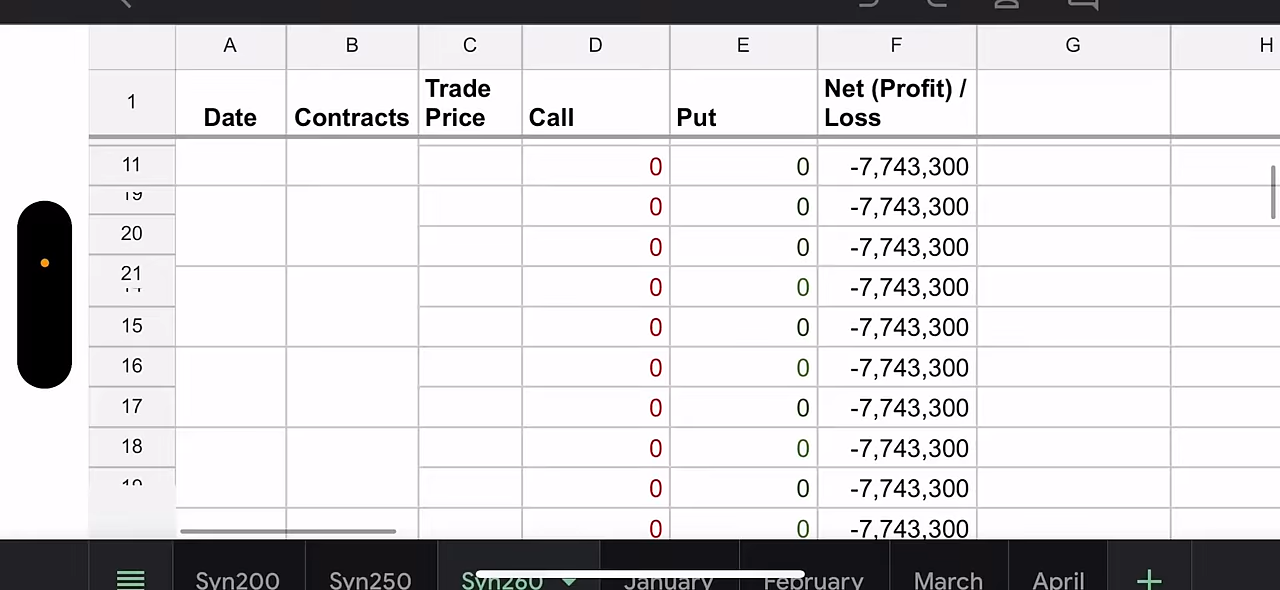 A B C D E F G H
1 Date Contracts Trade Price Call Put Net (Profit) / Loss
11 0 0 -7,743,300
19 0 0 -7,743,300
20 0 0 -7,743,300
21 0 0 -7,743,300
15 0 0 -7,743,300
16 0 0 -7,743,300
17 0 0 -7,743,300
18 0 0 -7,743,300
19 0 0 -7,743,300
0 0 -7,743,300
Syn200 Syn250 Syn260 January February March April